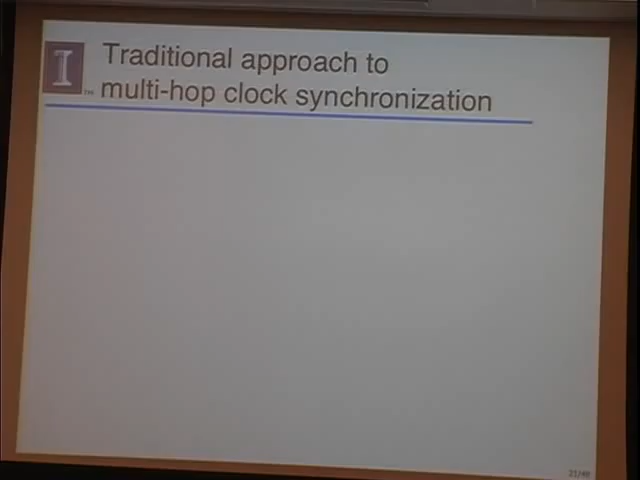 I
Traditional approach to
multi-hop clock synchronization